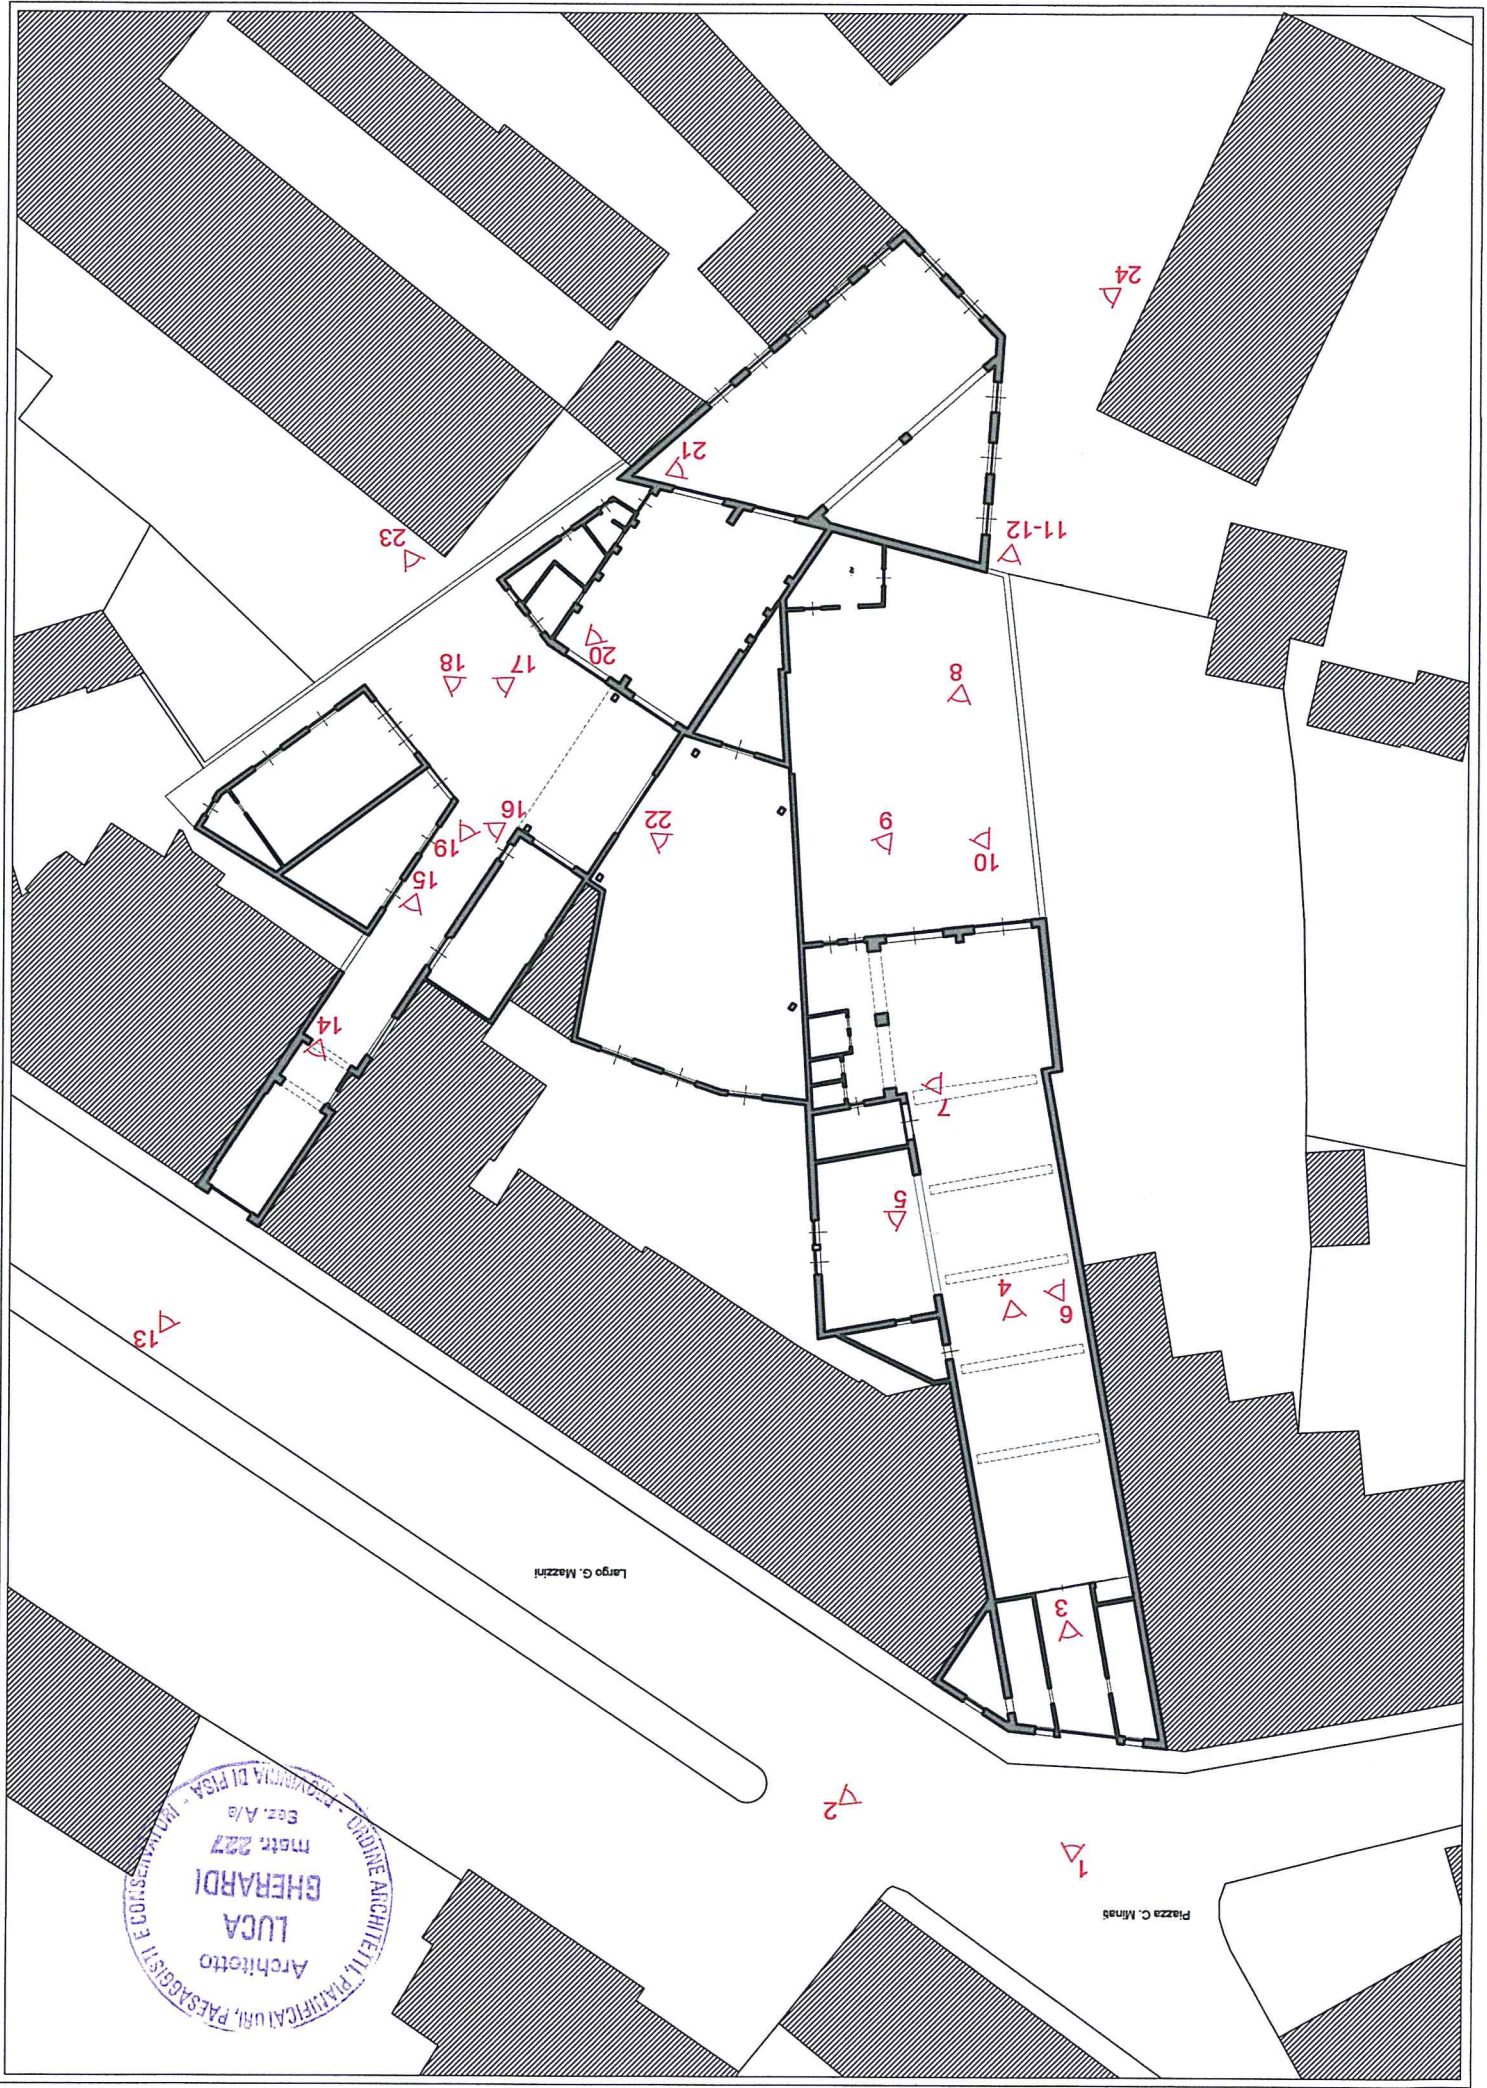 Piazza C. Minati
1
2
ORDINE ARCHITETTI, PIANIFICATORI, PAESAGGISTI E CONSERVATORI - PROVINCIA DI PISA -
Architetto
LUCA
GHERARDI
matr. 227
Sez. A/a
3
Largo G. Mazzini
13
6
4
5
7
14
10
9
15
22
19
16
8
17
18
20
11-12
23
21
24